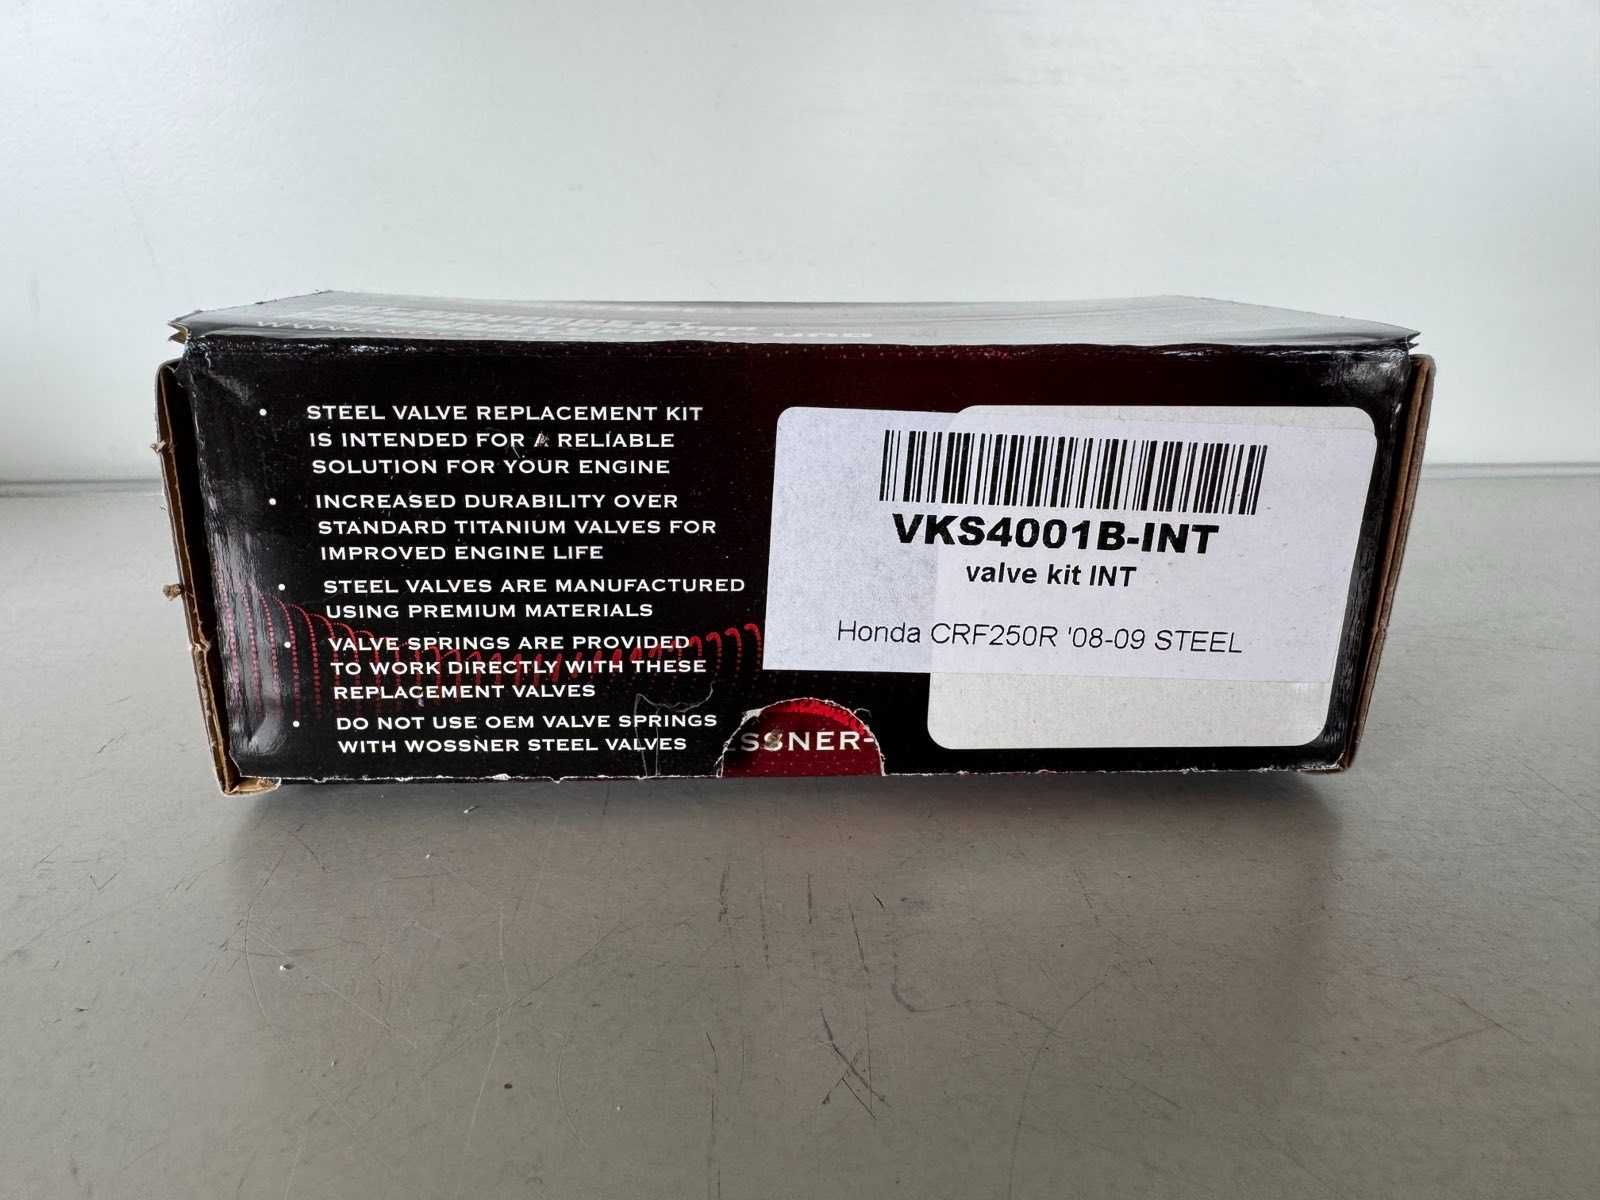 • STEEL VALVE REPLACEMENT KIT
IS INTENDED FOR A RELIABLE
SOLUTION FOR YOUR ENGINE
• INCREASED DURABILITY OVER
STANDARD TITANIUM VALVES FOR
IMPROVED ENGINE LIFE
• STEEL VALVES ARE MANUFACTURED
USING PREMIUM MATERIALS
• VALVE SPRINGS ARE PROVIDED
TO WORK DIRECTLY WITH THESE
REPLACEMENT VALVES
• DO NOT USE OEM VALVE SPRINGS
WITH WOSSNER STEEL VALVES
ESSNER-
VKS4001B-INT
valve kit INT
Honda CRF250R '08-09 STEEL